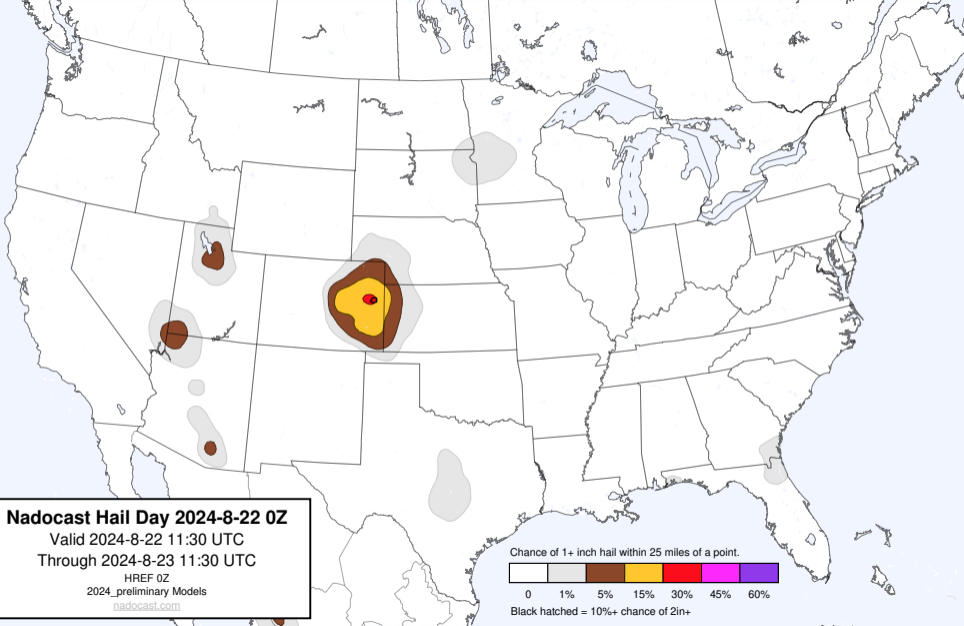 Nadocast Hail Day 2024-8-22 0Z
Valid 2024-8-22 11:30 UTC
Through 2024-8-23 11:30 UTC
HREF 0Z
2024_preliminary Models
nadocast.com
Chance of 1+ inch hail within 25 miles of a point.
0 1% 5% 15% 30% 45% 60%
Black hatched = 10%+ chance of 2in+